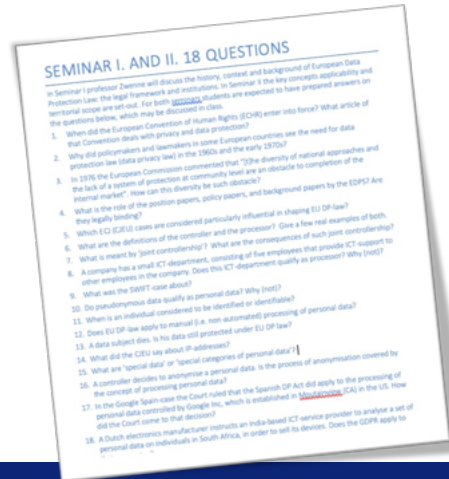 SEMINAR I. AND II. 18 QUESTIONS
In Seminar I professor Zwenne will discuss the history, context and background of European Data
Protection Law: the legal framework and institutions. In Seminar II the key concepts applicability and
territorial scope are set-out. For both seminars students are expected to have prepared answers on
the questions below, which may be discussed in class.
1. When did the European Convention of Human Rights (ECHR) enter into force? What article of
that Convention deals with privacy and data protection?
2. Why did policymakers and lawmakers in some European countries see the need for data
protection law (data privacy law) in the 1960s and the early 1970s?
3. In 1976 the European Commission commented that "[t]he diversity of national approaches and
the lack of a system of protection at community level are an obstacle to completion of the
internal market". How can this diversity be such obstacle?
4. What is the role of the position papers, policy papers, and background papers by the EDPS? Are
they legally binding?
5. Which ECJ (CJEU) cases are considered particularly influential in shaping EU DP-law?
6. What are the definitions of the controller and the processor? Give a few real examples of both.
7. What is meant by 'joint controllership'? What are the consequences of such joint controllership?
8. A company has a small ICT-department, consisting of five employees that provide ICT-support to
other employees in the company. Does this ICT-department qualify as processor? Why (not)?
9. What was the SWIFT-case about?
10. Do pseudonymous data qualify as personal data? Why (not)?
11. When is an individual considered to be identified or identifiable?
12. Does EU DP-law apply to manual (i.e. non-automated) processing of personal data?
13. A data subject dies. Is his data still protected under EU DP law?
14. What did the CJEU say about IP-addresses?
15. What are 'special data' or 'special categories of personal data'?
16. A controller decides to anonymise a personal data. Is the process of anonymisation covered by
the concept of processing personal data?
17. In the Google Spain-case the Court ruled that the Spanish DP Act did apply to the processing of
personal data controlled by Google Inc, which is established in (CA) in the US. How
did the Court come to that decision?
18. A Dutch electronics manufacturer instructs an India-based ICT-service provider to analyse a set of
personal data on individuals in South Africa, in order to sell its devices. Does the GDPR apply to